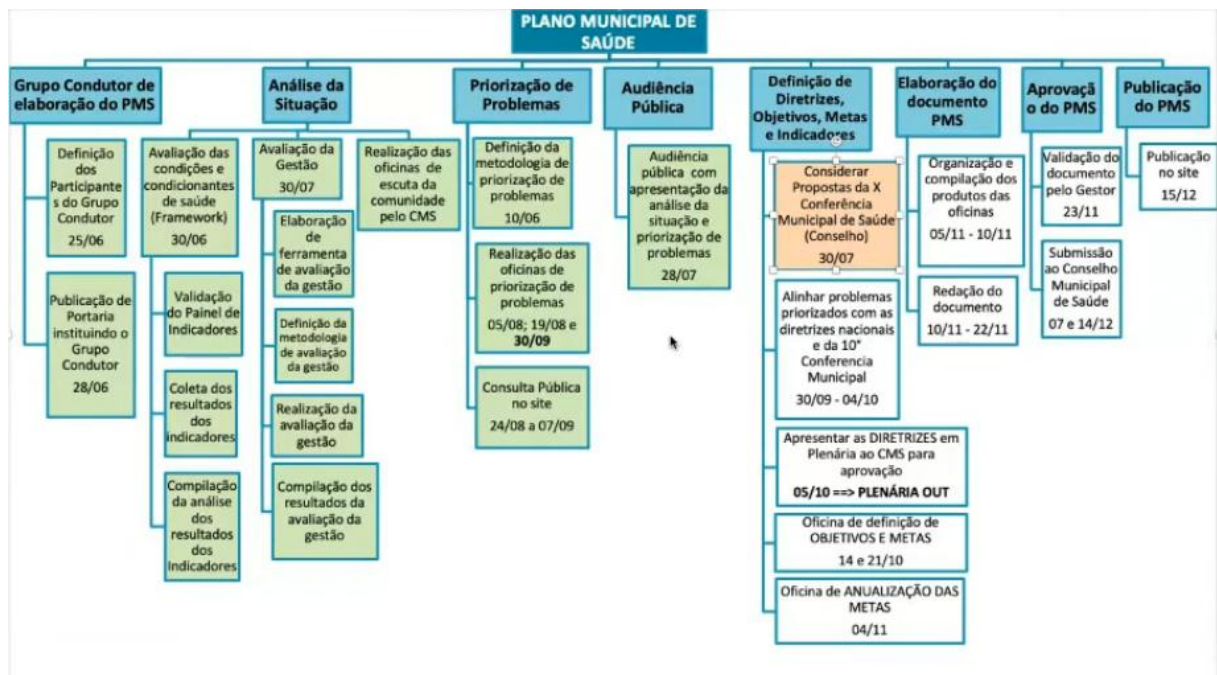 PLANO MUNICIPAL DE
SAÚDE
Grupo Condutor de
elaboração do PMS
Definição
dos
Participante
s do Grupo
Condutor
25/06
Publicação de
Portaria
instituindo o
Grupo
Condutor
28/06
Análise da
Situação
Avaliação das
condições e
condicionantes
de saúde
(Framework)
30/06
Validação
do Painel de
Indicadores
Coleta dos
resultados
dos
indicadores
Compilação
da análise
dos
resultados
dos
Indicadores
Avaliação da
Gestão
30/07
Elaboração
de
ferramenta
de avaliação
da gestão
Definição da
metodologia
de avaliação
da gestão
Realização da
avaliação da
gestão
Compilação dos
resultados da
avaliação da
gestão
Realização das
oficinas de
escuta da
comunidade
pelo CMS
Priorização de
Problemas
Definição da
metodologia de
priorização de
problemas
10/06
Realização das
oficinas de
priorização de
problemas
05/08; 19/08 e
30/09
Consulta Pública
no site
24/08 a 07/09
Audiência
Pública
Audiência
pública com
apresentação da
análise da
situação e
priorização de
problemas
28/07
Definição de
Diretrizes,
Objetivos, Metas
e Indicadores
Considerar
Propostas da X
Conferência
Municipal de Saúde
(Conselho)
30/07
Alinhar problemas
priorizados com as
diretrizes nacionais
e da 10°
Conferencia
Municipal
30/09 - 04/10
Apresentar as DIRETRIZES em
Plenária ao CMS para
aprovação
05/10 ==> PLENÁRIA OUT
Oficina de definição de
OBJETIVOS E METAS
14 e 21/10
Oficina de ANUALIZAÇÃO DAS
METAS
04/11
Elaboração do
documento
PMS
Organização e
compilação dos
produtos das
oficinas
05/11 - 10/11
Redação do
documento
10/11 - 22/11
Aprovaçã
o do PMS
Validação do
documento
pelo Gestor
23/11
Submissão
ao Conselho
Municipal
de Saúde
07 e 14/12
Publicação
do PMS
Publicação
no site
15/12